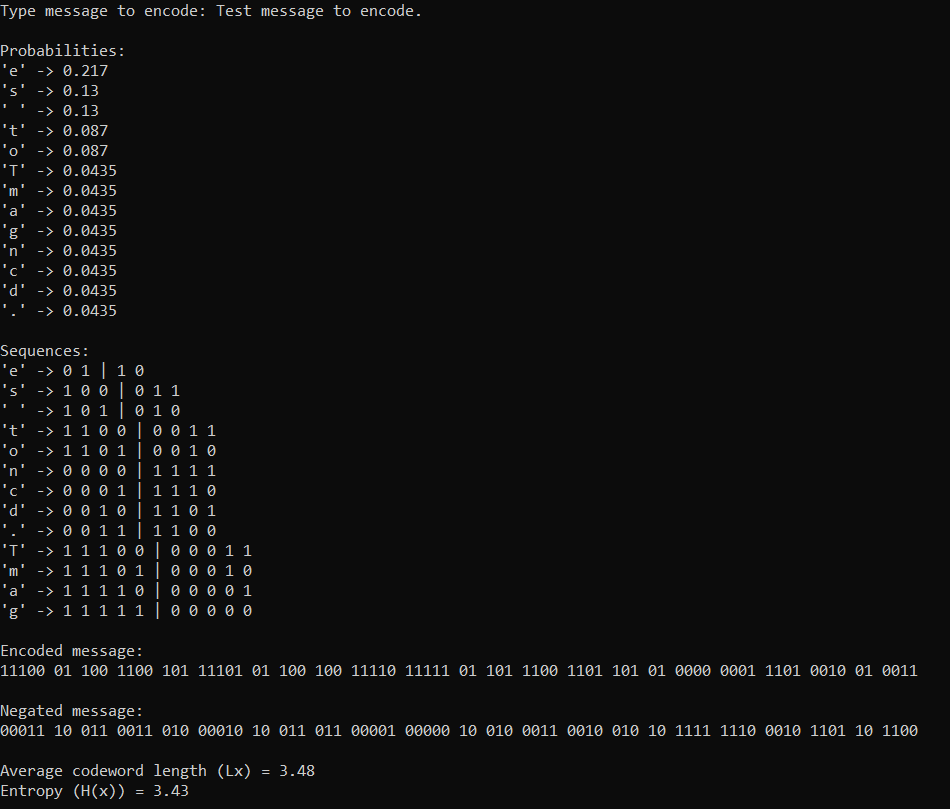 Type message to encode: Test message to encode.
Probabilities:
'e' -> 0.217
's' -> 0.13
' ' -> 0.13
't' -> 0.087
'o' -> 0.087
'T' -> 0.0435
'm' -> 0.0435
'a' -> 0.0435
'g' -> 0.0435
'n' -> 0.0435
'c' -> 0.0435
'd' -> 0.0435
'.' -> 0.0435
Sequences:
'e' -> 0 1 | 1 0
's' -> 1 0 0 | 0 1 1
' ' -> 1 0 1 | 0 1 0
't' -> 1 1 0 0 | 0 0 1 1
'o' -> 1 1 0 1 | 0 0 1 0
'n' -> 0 0 0 0 | 1 1 1 1
'c' -> 0 0 0 1 | 1 1 1 0
'd' -> 0 0 1 0 | 1 1 0 1
'.' -> 0 0 1 1 | 1 1 0 0
'T' -> 1 1 1 0 0 | 0 0 0 1 1
'm' -> 1 1 1 0 1 | 0 0 0 1 0
'a' -> 1 1 1 1 0 | 0 0 0 0 1
'g' -> 1 1 1 1 1 | 0 0 0 0 0
Encoded message:
11100 01 100 1100 101 11101 01 100 100 11110 11111 01 101 1100 1101 101 01 0000 0001 1101 0010 01 0011
Negated message:
00011 10 011 0011 010 00010 10 011 011 00001 00000 10 010 0011 0010 010 10 1111 1110 0010 1101 10 1100
Average codeword length (Lx) = 3.48
Entropy (H(x)) = 3.43